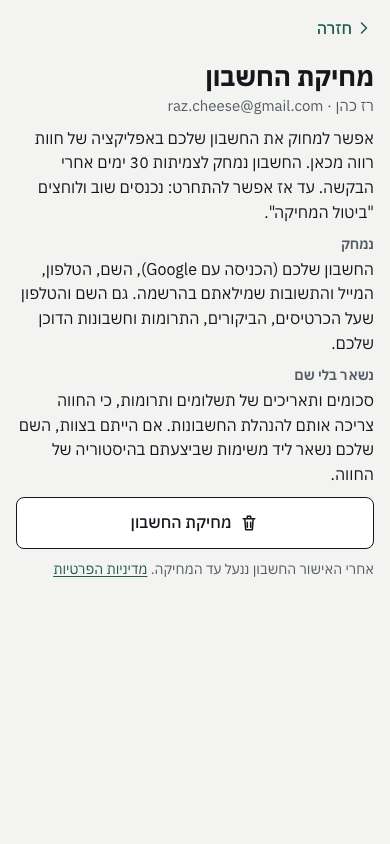 חזרה
מחיקת החשבון
רז כהן · raz.cheese@gmail.com
אפשר למחוק את החשבון שלכם באפליקציה של חוות
רווה מכאן. החשבון נמחק לצמיתות 30 ימים אחרי
הבקשה. עד אז אפשר להתחרט: נכנסים שוב ולוחצים
"ביטול המחיקה".
נמחק
החשבון שלכם (הכניסה עם Google), השם, הטלפון,
המייל והתשובות שמילאתם בהרשמה. גם השם והטלפון
שעל הכרטיסים, הביקורים, התרומות וחשבונות הדוכן
שלכם.
נשאר בלי שם
סכומים ותאריכים של תשלומים ותרומות, כי החווה
צריכה אותם להנהלת החשבונות. אם הייתם בצוות, השם
שלכם נשאר ליד משימות שביצעתם בהיסטוריה של
החווה.
מחיקת החשבון
אחרי האישור החשבון ננעל עד המחיקה. מדיניות הפרטיות